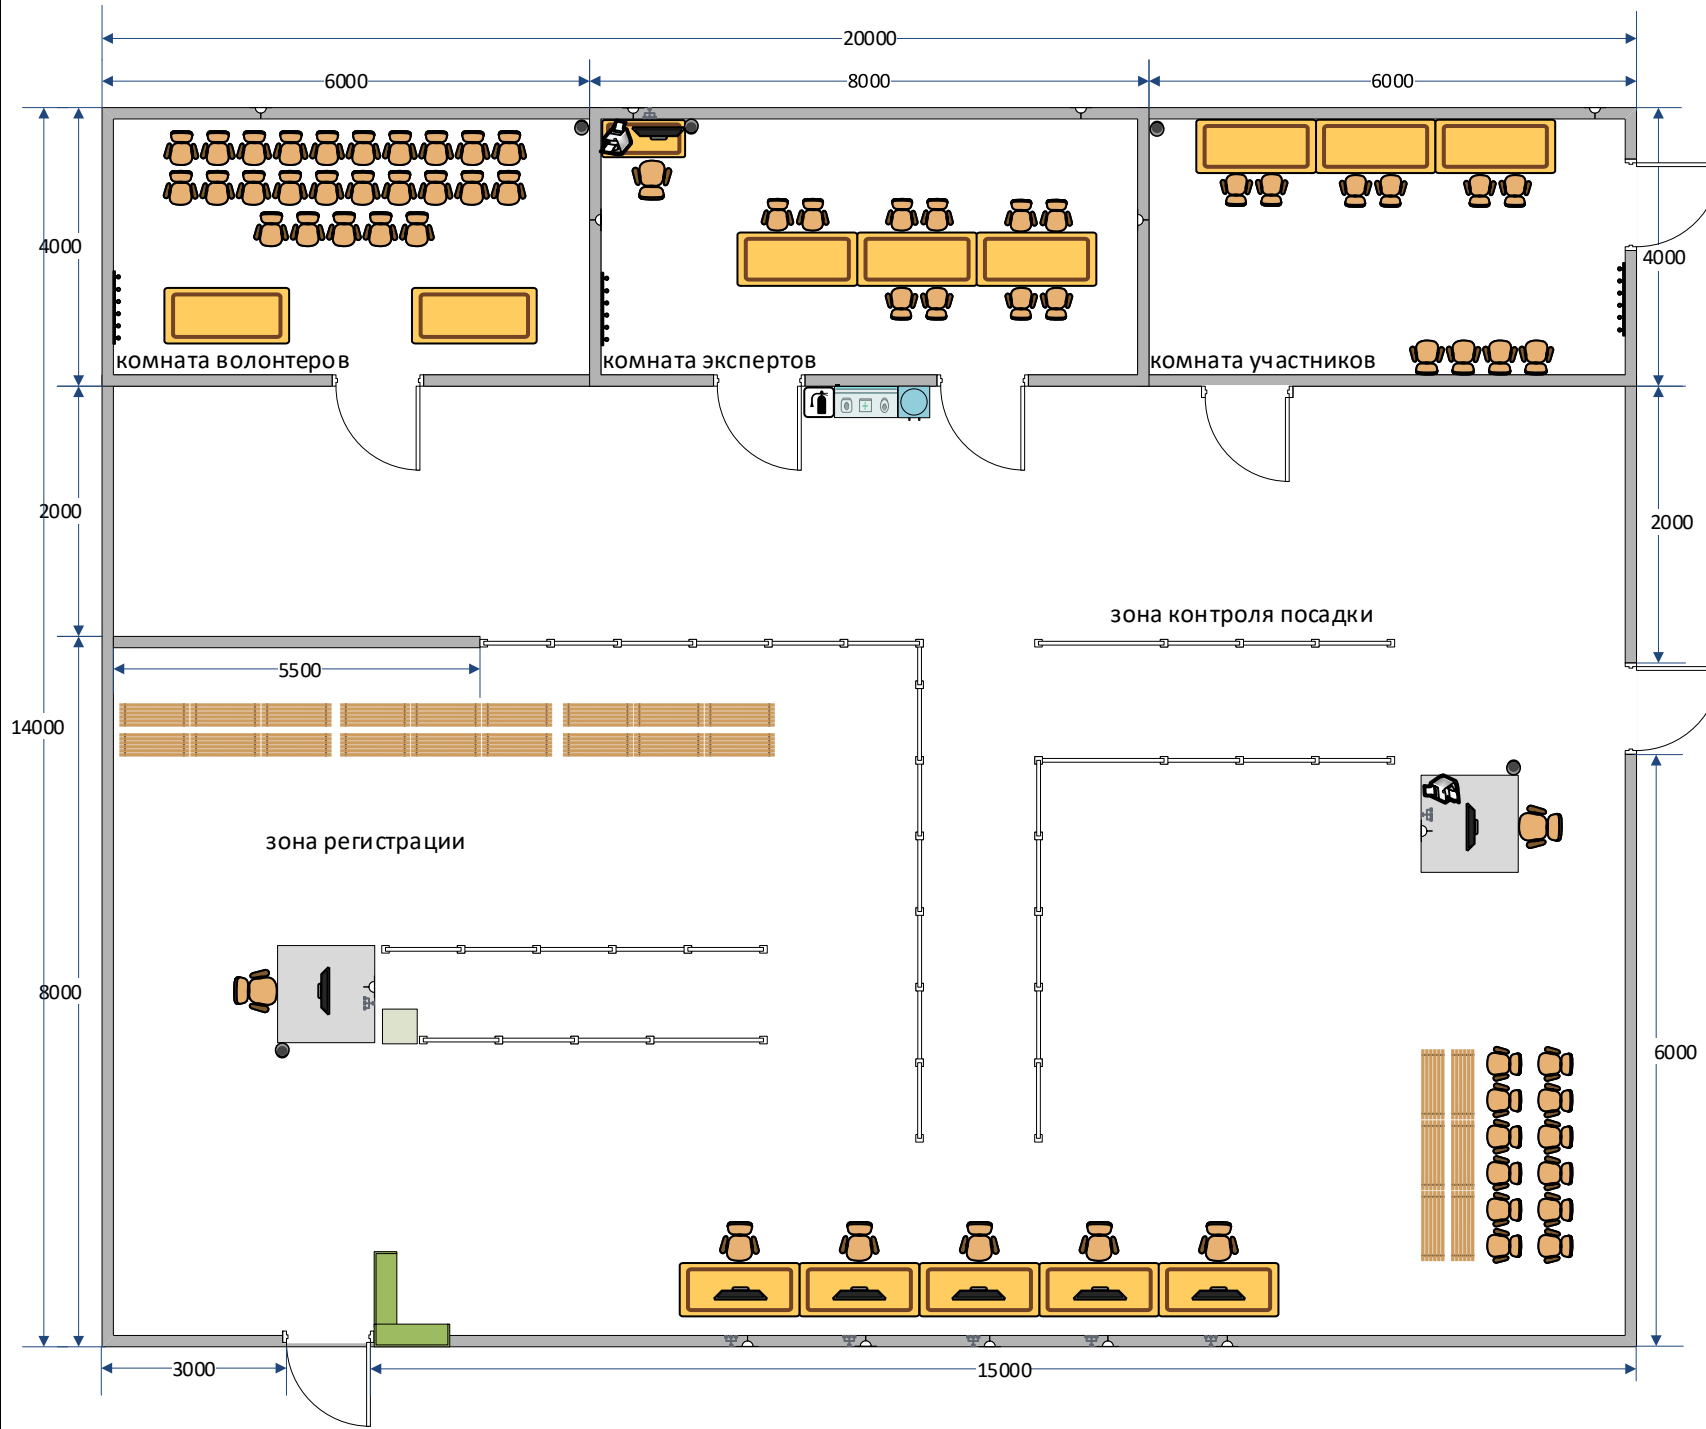 20000
6000
8000
6000
4000
4000
комната волонтеров
комната экспертов
комната участников
2000
2000
зона контроля посадки
5500
14000
зона регистрации
8000
6000
3000
15000